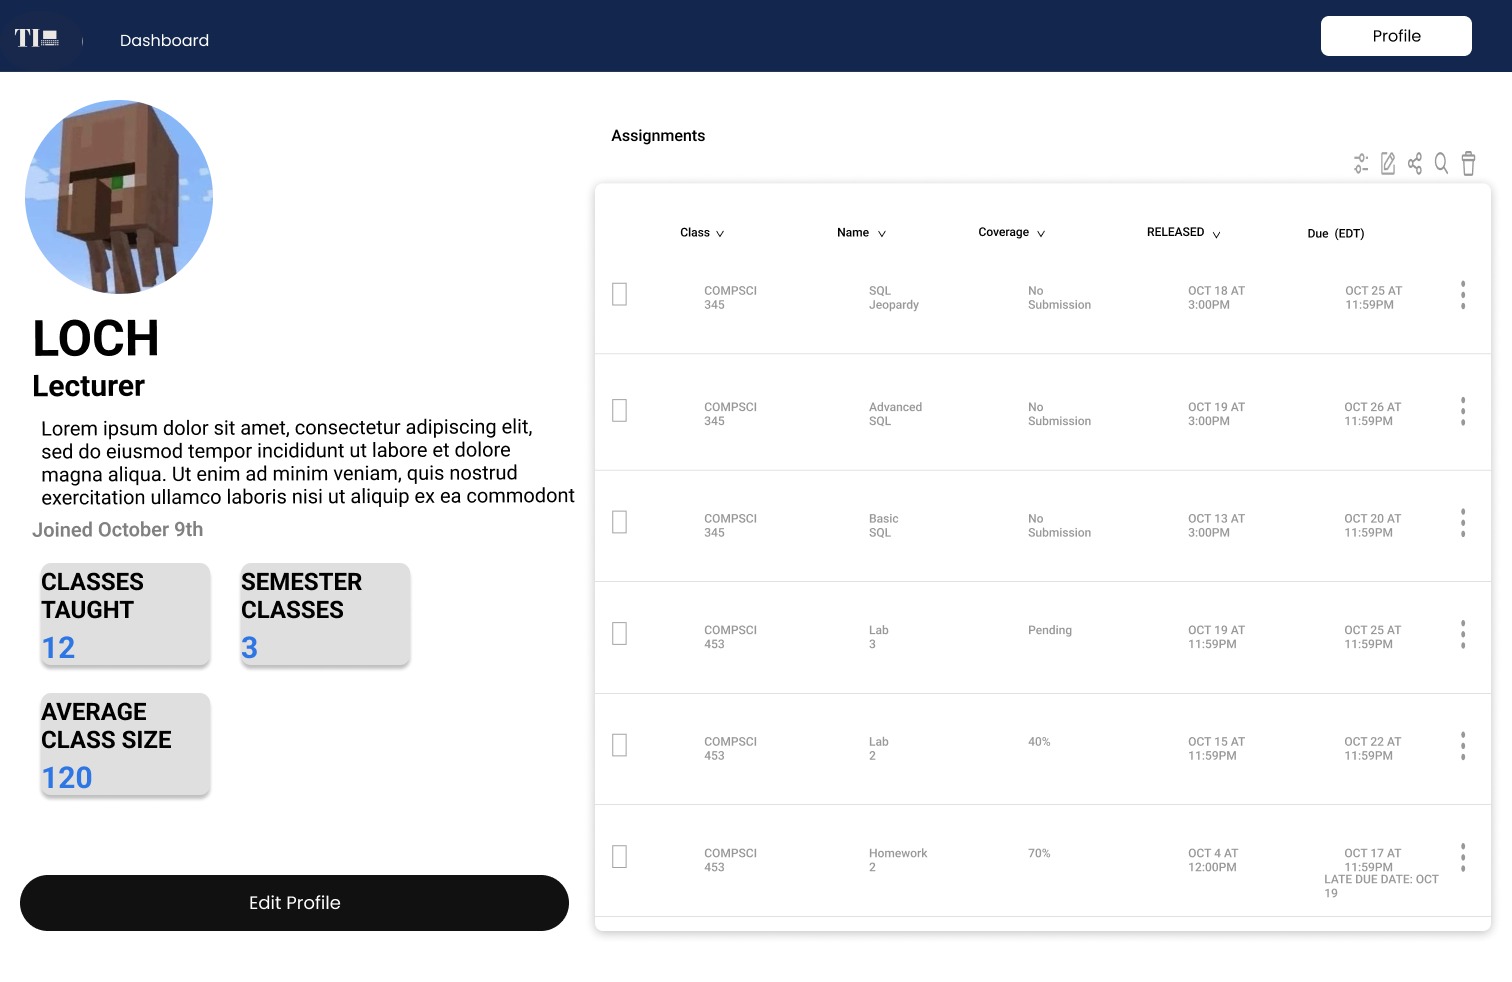 TI
Dashboard
Profile
LOCH
Lecturer
Lorem ipsum dolor sit amet, consectetur adipiscing elit,
sed do eiusmod tempor incididunt ut labore et dolore
magna aliqua. Ut enim ad minim veniam, quis nostrud
exercitation ullamco laboris nisi ut aliquip ex ea commodont
Joined October 9th
CLASSES
TAUGHT
12
SEMESTER
CLASSES
3
AVERAGE
CLASS SIZE
120
Edit Profile
Assignments
Class Name Coverage RELEASED Due (EDT)
COMPSCI SQL No OCT 18 AT OCT 25 AT
345 Jeopardy Submission 3:00PM 11:59PM
COMPSCI Advanced No OCT 19 AT OCT 26 AT
345 SQL Submission 3:00PM 11:59PM
COMPSCI Basic No OCT 13 AT OCT 20 AT
345 SQL Submission 3:00PM 11:59PM
COMPSCI Lab Pending OCT 19 AT OCT 25 AT
453 3 11:59PM 11:59PM
COMPSCI Lab 40% OCT 15 AT OCT 22 AT
453 2 11:59PM 11:59PM
COMPSCI Homework 70% OCT 4 AT OCT 17 AT
453 2 12:00PM 11:59PM
LATE DUE DATE: OCT
19